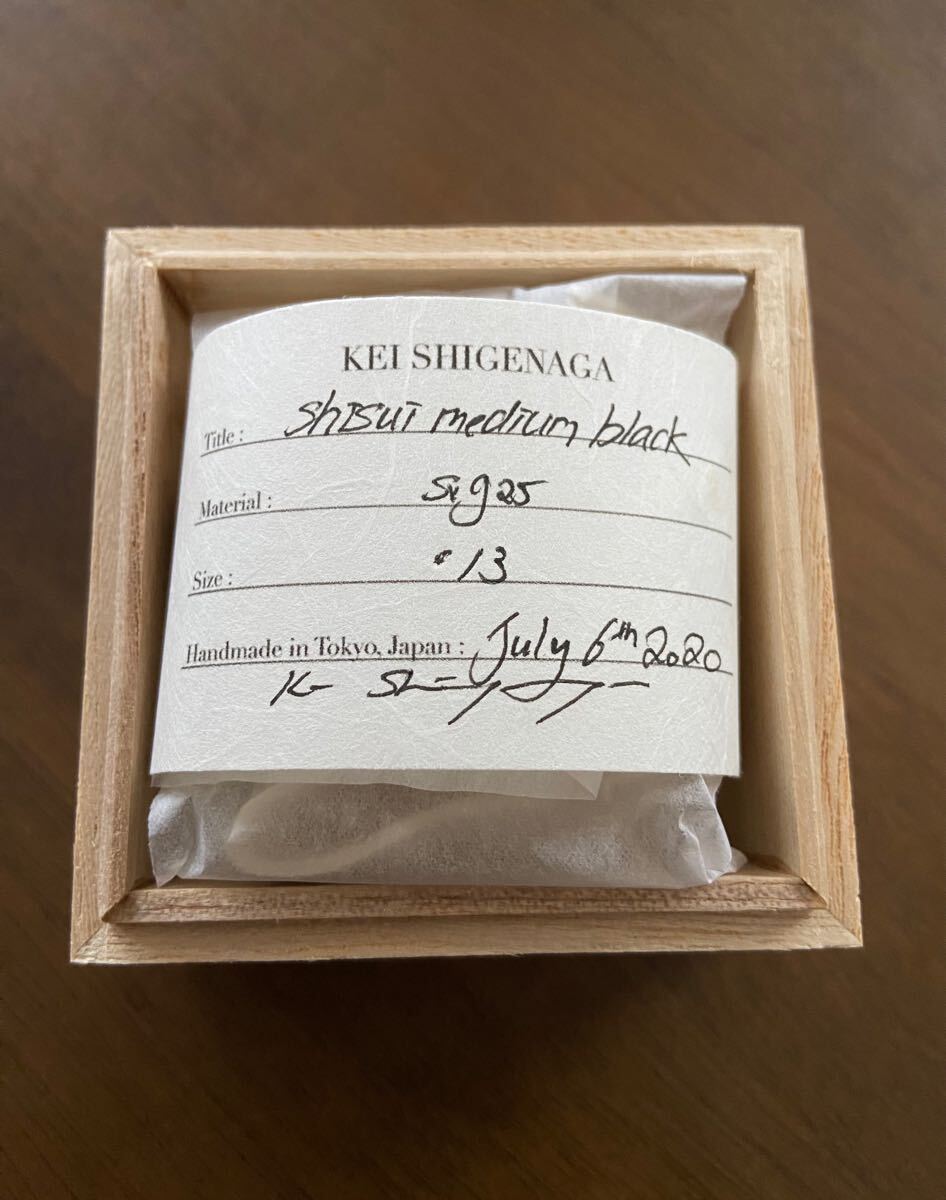 KEI SHIGENAGA
Title : Shisui medium black
Material : Sv925
Size : #13
Handmade in Tokyo, Japan : July 6th 2020